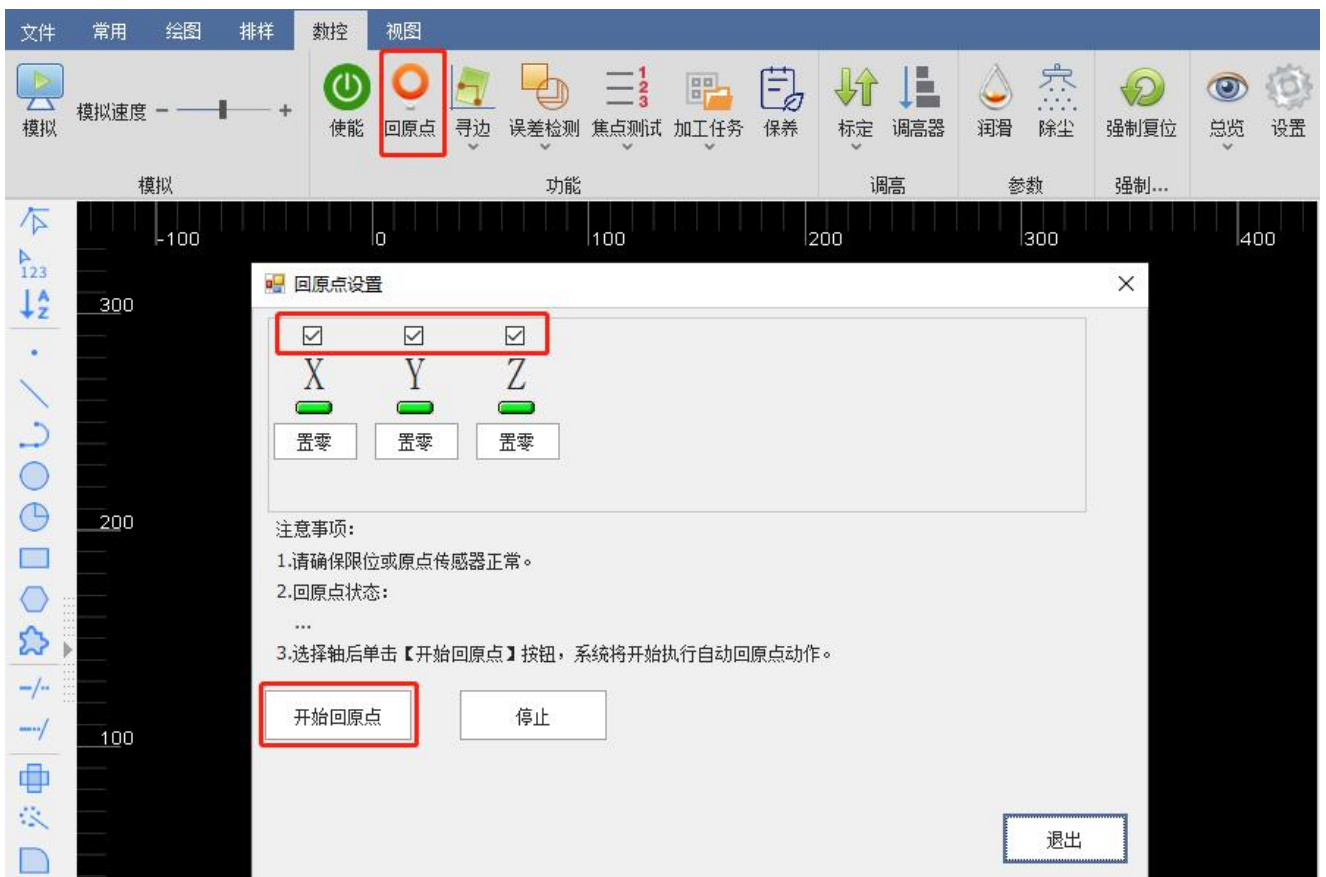 文件 常用 绘图 排样 数控 视图
模拟 模拟速度 - + 使能 回原点 寻边 误差检测 焦点测试 加工任务 保养 标定 调高器 润滑 除尘 强制复位 总览 设置
模拟 功能 调高 参数 强制...
-100 0 100 200 300 400
123
A
Z
300
200
100
回原点设置
X Y Z
置零 置零 置零
注意事项:
1.请确保限位或原点传感器正常。
2.回原点状态:
...
3.选择轴后单击【开始回原点】按钮，系统将开始执行自动回原点动作。
开始回原点 停止
退出